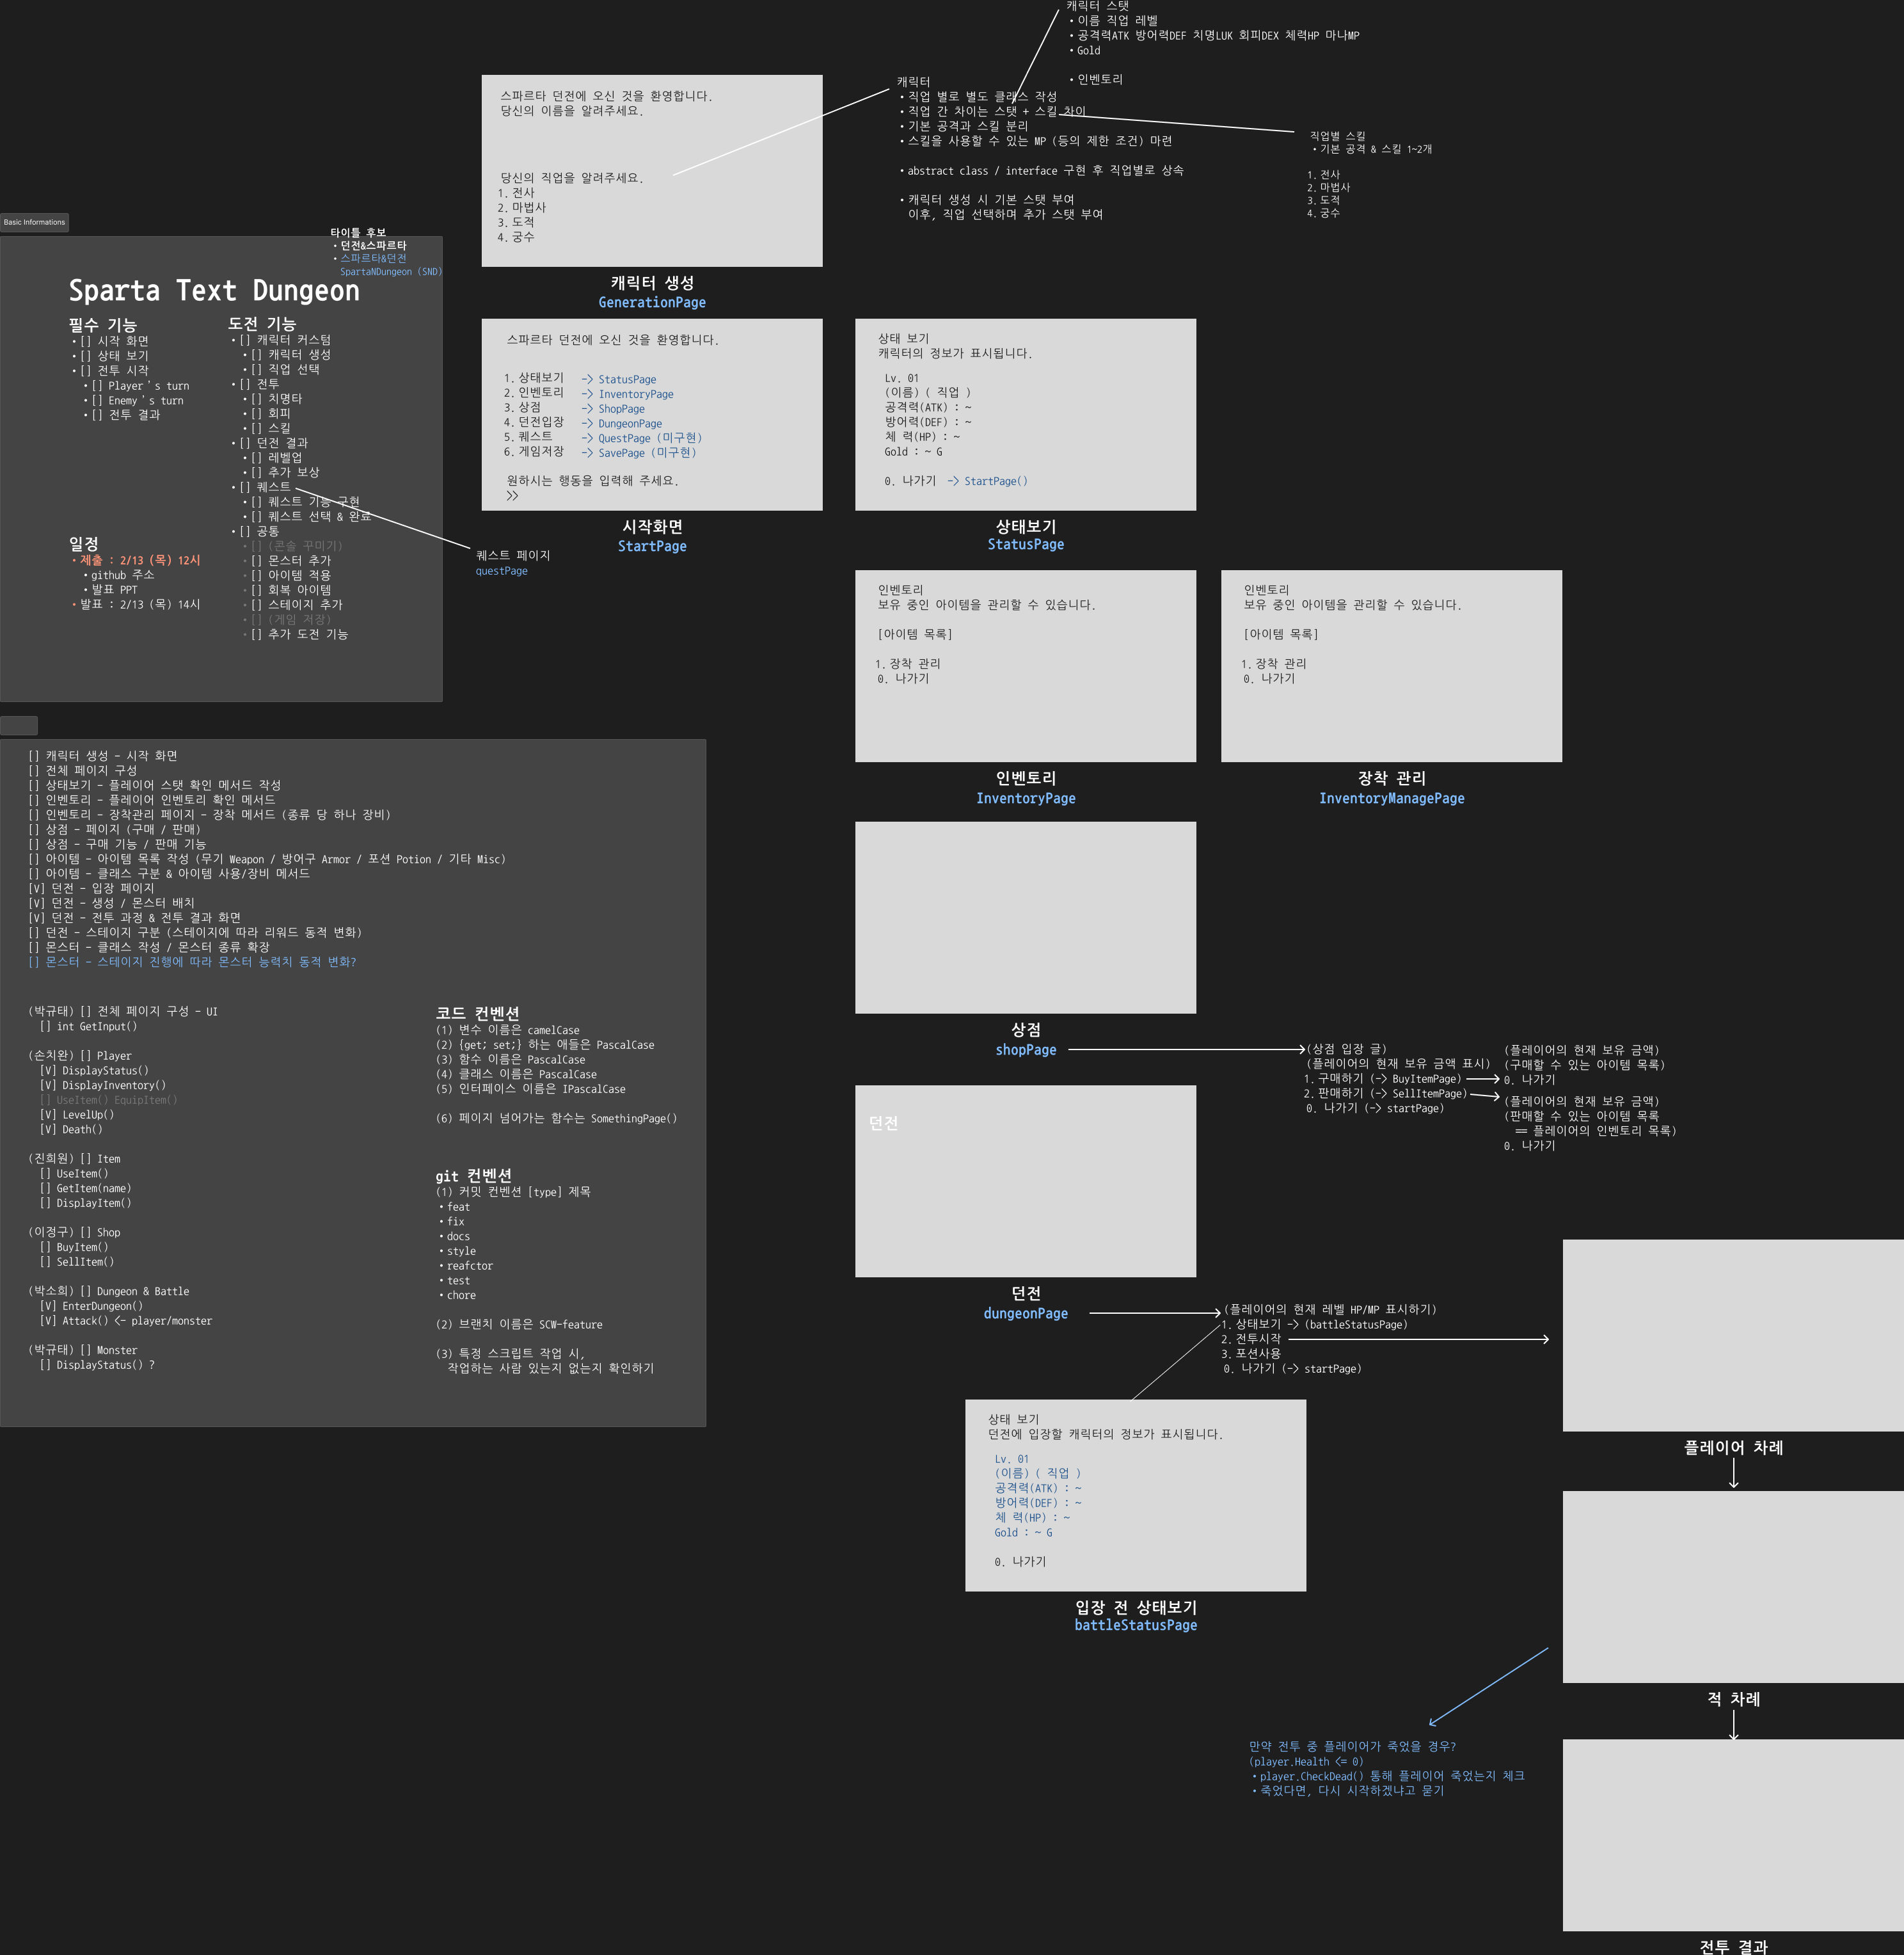 캐릭터 스탯
• 이름 직업 레벨
• 공격력ATK 방어력DEF 치명LUK 회피DEX 체력HP 마나MP
• Gold
• 인벤토리
캐릭터
• 직업 별로 별도 클래스 작성
• 직업 간 차이는 스탯 + 스킬 차이
• 기본 공격과 스킬 분리
• 스킬을 사용할 수 있는 MP (등의 제한 조건) 마련
• abstract class / interface 구현 후 직업별로 상속
• 캐릭터 생성 시 기본 스탯 부여
이후, 직업 선택하며 추가 스탯 부여
직업별 스킬
• 기본 공격 & 스킬 1~2개
1. 전사
2. 마법사
3. 도적
4. 궁수
스파르타 던전에 오신 것을 환영합니다.
당신의 이름을 알려주세요.
당신의 직업을 알려주세요.
1. 전사
2. 마법사
3. 도적
4. 궁수
캐릭터 생성
GenerationPage
Basic Informations
타이틀 후보
• 던전&스파르타
• 스파르타&던전
SpartaNDungeon (SND)
Sparta Text Dungeon
필수 기능
• [] 시작 화면
• [] 상태 보기
• [] 전투 시작
• [] Player's turn
• [] Enemy's turn
• [] 전투 결과
도전 기능
• [] 캐릭터 커스텀
• [] 캐릭터 생성
• [] 직업 선택
• [] 전투
• [] 치명타
• [] 회피
• [] 스킬
• [] 던전 결과
• [] 레벨업
• [] 추가 보상
• [] 퀘스트
• [] 퀘스트 기능 구현
• [] 퀘스트 선택 & 완료
• [] 공통
• [] (콘솔 꾸미기)
• [] 몬스터 추가
• [] 아이템 적용
• [] 회복 아이템
• [] 스테이지 추가
• [] (게임 저장)
• [] 추가 도전 기능
일정
• 제출 : 2/13 (목) 12시
• github 주소
• 발표 PPT
• 발표 : 2/13 (목) 14시
퀘스트 페이지
questPage
스파르타 던전에 오신 것을 환영합니다.
1. 상태보기 -> StatusPage
2. 인벤토리 -> InventoryPage
3. 상점 -> ShopPage
4. 던전입장 -> DungeonPage
5. 퀘스트 -> QuestPage (미구현)
6. 게임저장 -> SavePage (미구현)
원하시는 행동을 입력해 주세요.
>>
시작화면
StartPage
상태 보기
캐릭터의 정보가 표시됩니다.
Lv. 01
(이름) ( 직업 )
공격력(ATK) : ~
방어력(DEF) : ~
체 력(HP) : ~
Gold : ~ G
0. 나가기 -> StartPage()
상태보기
StatusPage
인벤토리
보유 중인 아이템을 관리할 수 있습니다.
[아이템 목록]
1. 장착 관리
0. 나가기
인벤토리
InventoryPage
인벤토리
보유 중인 아이템을 관리할 수 있습니다.
[아이템 목록]
1. 장착 관리
0. 나가기
장착 관리
InventoryManagePage
[] 캐릭터 생성 - 시작 화면
[] 전체 페이지 구성
[] 상태보기 - 플레이어 스탯 확인 메서드 작성
[] 인벤토리 - 플레이어 인벤토리 확인 메서드
[] 인벤토리 - 장착관리 페이지 - 장착 메서드 (종류 당 하나 장비)
[] 상점 - 페이지 (구매 / 판매)
[] 상점 - 구매 기능 / 판매 기능
[] 아이템 - 아이템 목록 작성 (무기 Weapon / 방어구 Armor / 포션 Potion / 기타 Misc)
[] 아이템 - 클래스 구분 & 아이템 사용/장비 메서드
[V] 던전 - 입장 페이지
[V] 던전 - 생성 / 몬스터 배치
[V] 던전 - 전투 과정 & 전투 결과 화면
[] 던전 - 스테이지 구분 (스테이지에 따라 리워드 동적 변화)
[] 몬스터 - 클래스 작성 / 몬스터 종류 확장
[] 몬스터 - 스테이지 진행에 따라 몬스터 능력치 동적 변화?
(박규태) [] 전체 페이지 구성 - UI
[] int GetInput()
(손치완) [] Player
[V] DisplayStatus()
[V] DisplayInventory()
[] UseItem() EquipItem()
[V] LevelUp()
[V] Death()
(진희원) [] Item
[] UseItem()
[] GetItem(name)
[] DisplayItem()
(이정구) [] Shop
[] BuyItem()
[] SellItem()
(박소희) [] Dungeon & Battle
[V] EnterDungeon()
[V] Attack() <- player/monster
(박규태) [] Monster
[] DisplayStatus() ?
코드 컨벤션
(1) 변수 이름은 camelCase
(2) {get; set;} 하는 애들은 PascalCase
(3) 함수 이름은 PascalCase
(4) 클래스 이름은 PascalCase
(5) 인터페이스 이름은 IPascalCase
(6) 페이지 넘어가는 함수는 SomethingPage()
git 컨벤션
(1) 커밋 컨벤션 [type] 제목
• feat
• fix
• docs
• style
• reafctor
• test
• chore
(2) 브랜치 이름은 SCW-feature
(3) 특정 스크립트 작업 시,
작업하는 사람 있는지 없는지 확인하기
상점
shopPage
(상점 입장 글)
(플레이어의 현재 보유 금액 표시)
1. 구매하기 (-> BuyItemPage)
2. 판매하기 (-> SellItemPage)
0. 나가기 (-> startPage)
(플레이어의 현재 보유 금액)
(구매할 수 있는 아이템 목록)
0. 나가기
(플레이어의 현재 보유 금액)
(판매할 수 있는 아이템 목록
== 플레이어의 인벤토리 목록)
0. 나가기
던전
던전
dungeonPage
(플레이어의 현재 레벨 HP/MP 표시하기)
1. 상태보기 -> (battleStatusPage)
2. 전투시작
3. 포션사용
0. 나가기 (-> startPage)
상태 보기
던전에 입장할 캐릭터의 정보가 표시됩니다.
Lv. 01
(이름) ( 직업 )
공격력(ATK) : ~
방어력(DEF) : ~
체 력(HP) : ~
Gold : ~ G
0. 나가기
입장 전 상태보기
battleStatusPage
플레이어 차례
적 차례
만약 전투 중 플레이어가 죽었을 경우?
(player.Health <= 0)
• player.CheckDead() 통해 플레이어 죽었는지 체크
• 죽었다면, 다시 시작하겠냐고 묻기
전투 결과